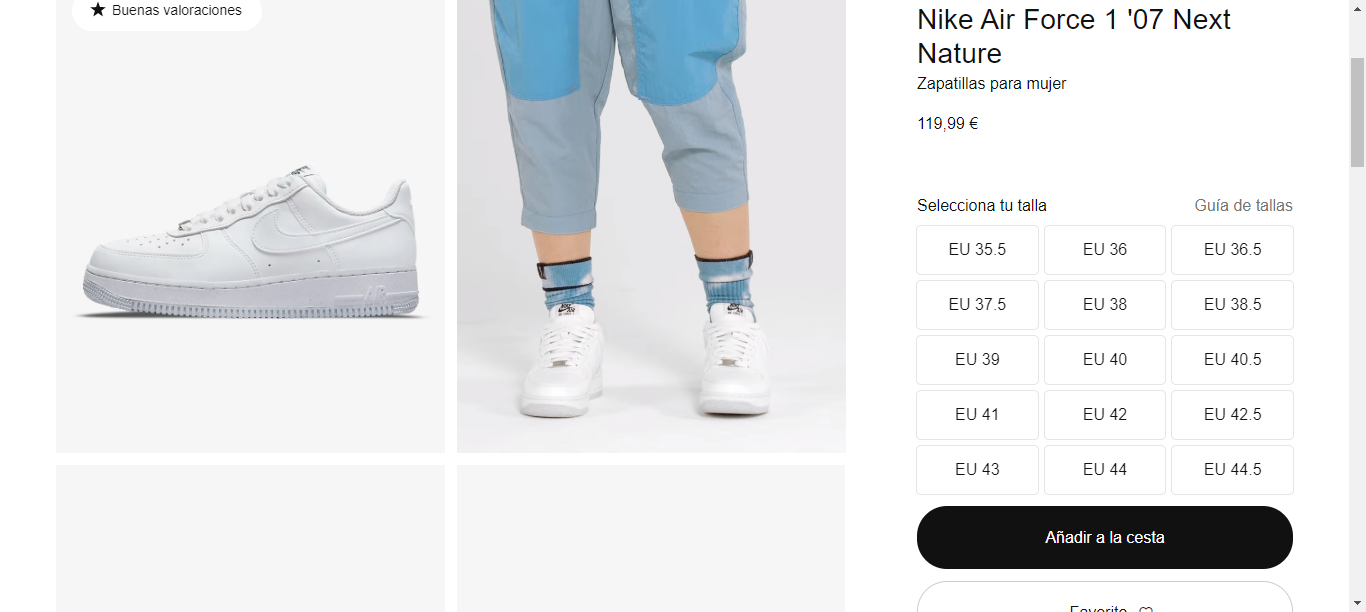 ★ Buenas valoraciones
Nike Air Force 1 '07 Next
Nature
Zapatillas para mujer
119,99 €
Selecciona tu talla
Guía de tallas
EU 35.5
EU 36
EU 36.5
EU 37.5
EU 38
EU 38.5
EU 39
EU 40
EU 40.5
EU 41
EU 42
EU 42.5
EU 43
EU 44
EU 44.5
Añadir a la cesta
Favorito